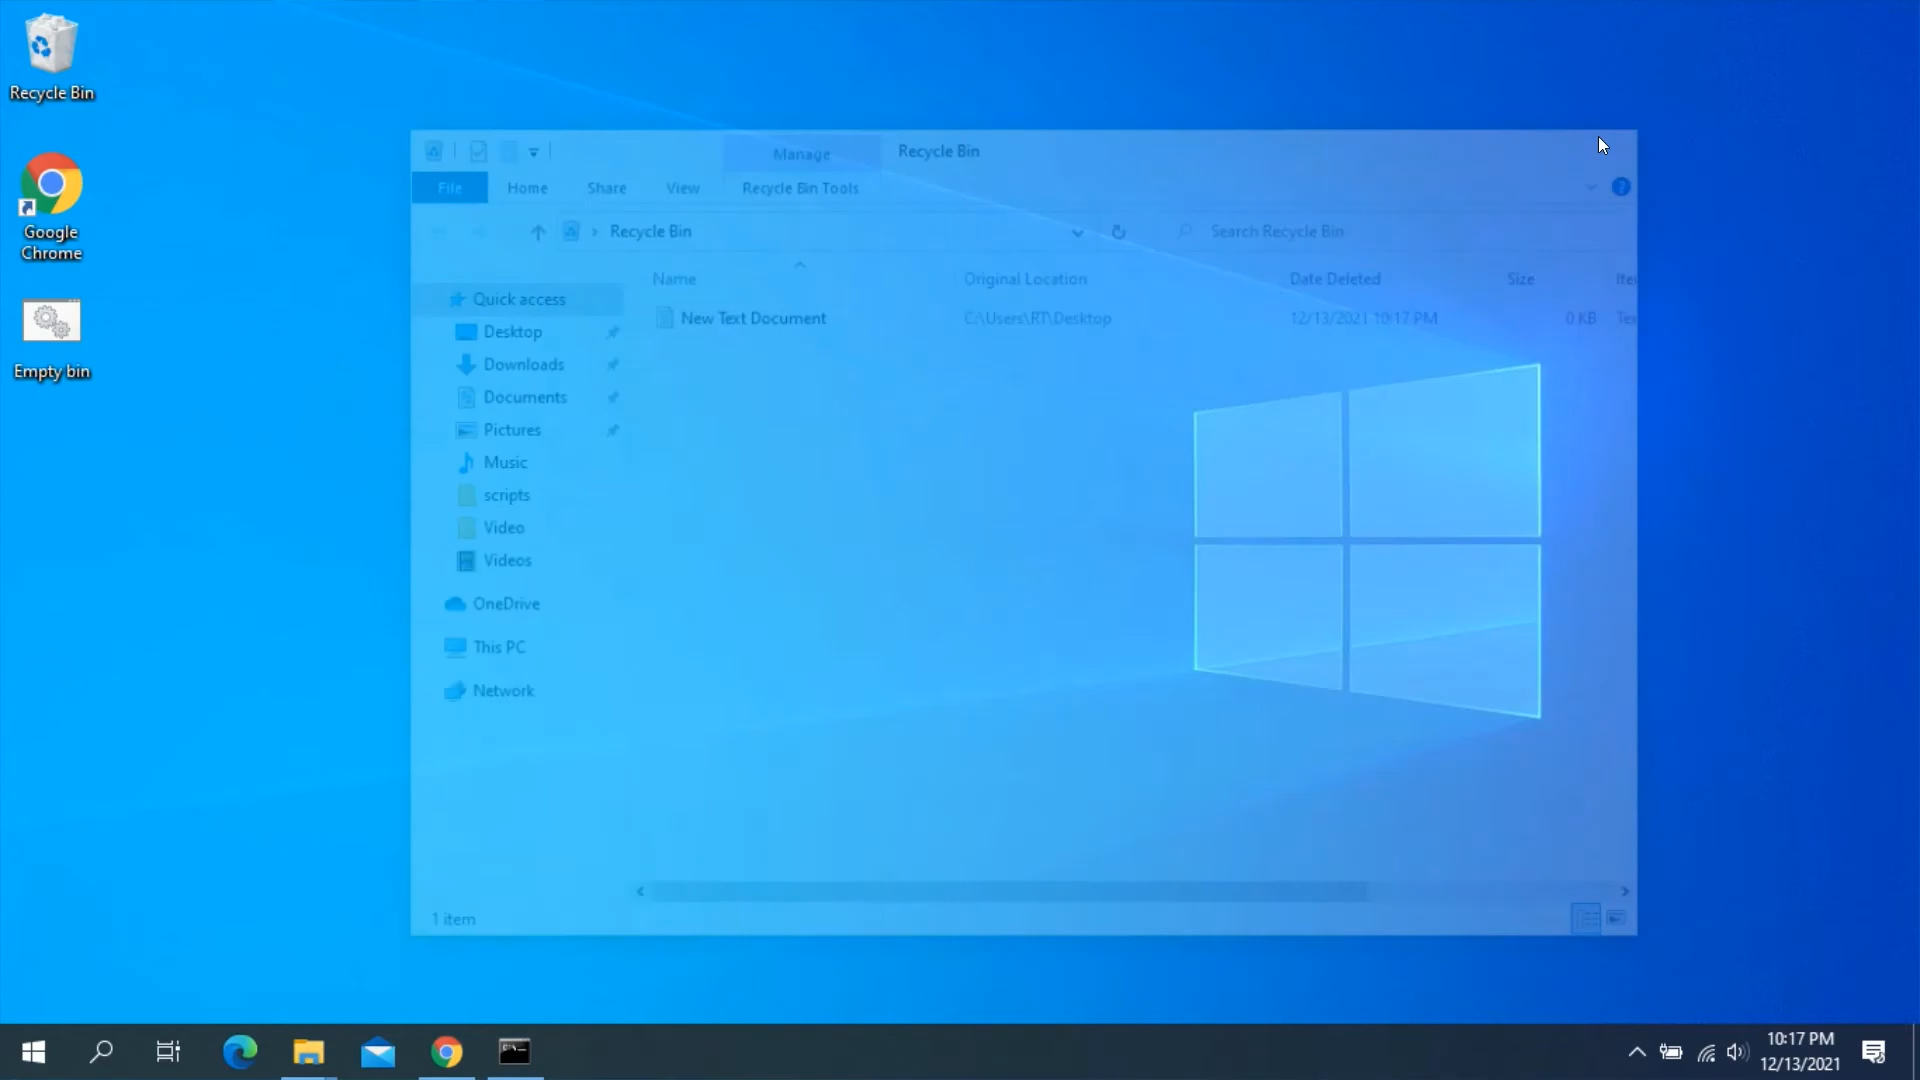 Recycle Bin
Google
Chrome
Empty bin
Manage
Recycle Bin
File
Home
Share
View
Recycle Bin Tools
Recycle Bin
Search Recycle Bin
Name
Original Location
Date Deleted
Size
Quick access
New Text Document
C:\Users\RT\Desktop
12/13/2021 10:17 PM
0 KB
Desktop
Downloads
Documents
Pictures
Music
scripts
Video
Videos
OneDrive
This PC
Network
1 item
10:17 PM
12/13/2021